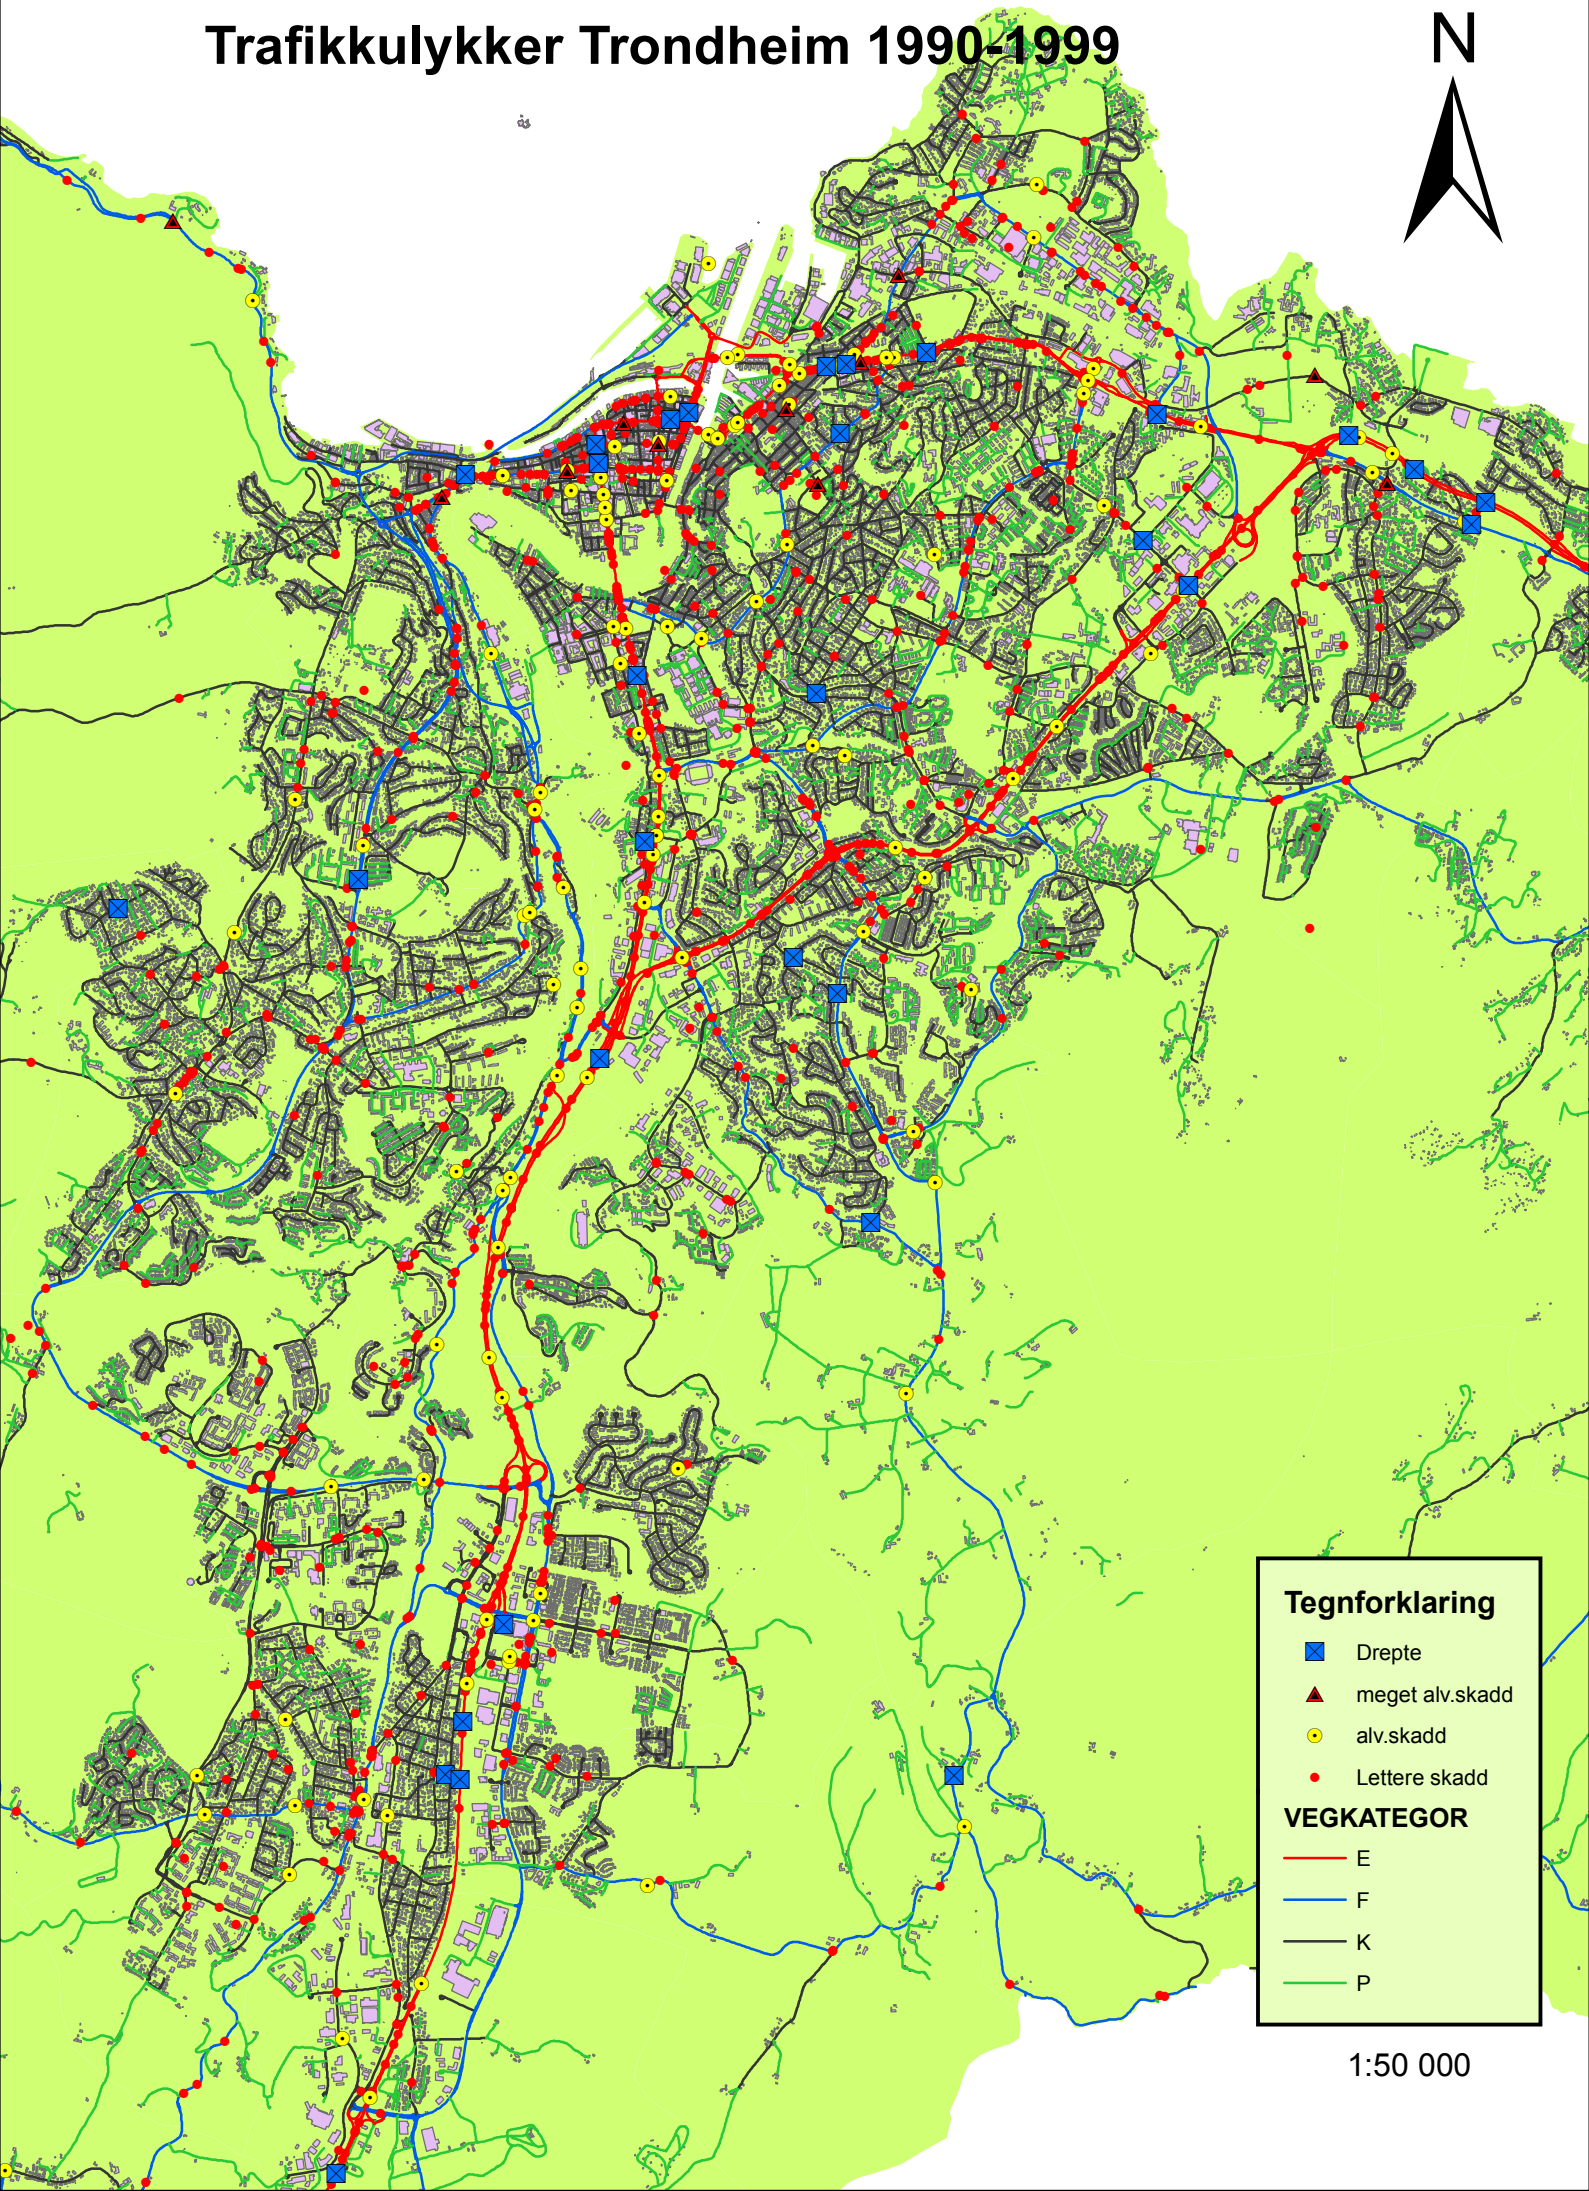 Trafikkulykker Trondheim 1990-1999
N
Tegnforklaring
Drepte
meget alv.skadd
alv.skadd
Lettere skadd
VEGKATEGOR
E
F
K
P
1:50 000